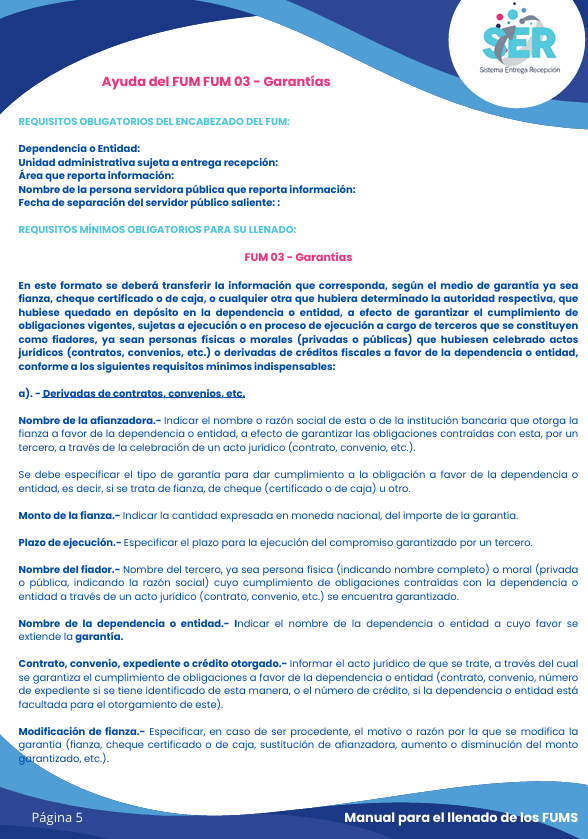 SER
Sistema Entrega Recepción
Ayuda del FUM FUM 03 - Garantías
REQUISITOS OBLIGATORIOS DEL ENCABEZADO DEL FUM:
Dependencia o Entidad:
Unidad administrativa sujeta a entrega recepción:
Área que reporta información:
Nombre de la persona servidora pública que reporta información:
Fecha de separación del servidor público saliente: :
REQUISITOS MÍNIMOS OBLIGATORIOS PARA SU LLENADO:
FUM 03 - Garantías
En este formato se deberá transferir la información que corresponda, según el medio de garantía ya sea
fianza, cheque certificado o de caja, o cualquier otra que hubiera determinado la autoridad respectiva, que
hubiese quedado en depósito en la dependencia o entidad, a efecto de garantizar el cumplimiento de
obligaciones vigentes, sujetas a ejecución o en proceso de ejecución a cargo de terceros que se constituyen
como fiadores, ya sean personas físicas o morales (privadas o públicas) que hubiesen celebrado actos
jurídicos (contratos, convenios, etc.) o derivadas de créditos fiscales a favor de la dependencia o entidad,
conforme a los siguientes requisitos mínimos indispensables:
a). - Derivadas de contratos, convenios, etc.
Nombre de la afianzadora.- Indicar el nombre o razón social de esta o de la institución bancaria que otorga la
fianza a favor de la dependencia o entidad, a efecto de garantizar las obligaciones contraídas con esta, por un
tercero, a través de la celebración de un acto jurídico (contrato, convenio, etc.).
Se debe especificar el tipo de garantía para dar cumplimiento a la obligación a favor de la dependencia o
entidad, es decir, si se trata de fianza, de cheque (certificado o de caja) u otro.
Monto de la fianza.- Indicar la cantidad expresada en moneda nacional, del importe de la garantía.
Plazo de ejecución.- Especificar el plazo para la ejecución del compromiso garantizado por un tercero.
Nombre del fiador.- Nombre del tercero, ya sea persona física (indicando nombre completo) o moral (privada
o pública, indicando la razón social) cuyo cumplimiento de obligaciones contraídas con la dependencia o
entidad a través de un acto jurídico (contrato, convenio, etc.) se encuentra garantizado.
Nombre de la dependencia o entidad.- Indicar el nombre de la dependencia o entidad a cuyo favor se
extiende la garantía.
Contrato, convenio, expediente o crédito otorgado.- Informar el acto jurídico de que se trate, a través del cual
se garantiza el cumplimiento de obligaciones a favor de la dependencia o entidad (contrato, convenio, número
de expediente si se tiene identificado de esta manera, o el número de crédito, si la dependencia o entidad está
facultada para el otorgamiento de este).
Modificación de fianza.- Especificar, en caso de ser procedente, el motivo o razón por la que se modifica la
garantía (fianza, cheque certificado o de caja, sustitución de afianzadora, aumento o disminución del monto
garantizado, etc.).
Página 5
Manual para el llenado de los FUMS